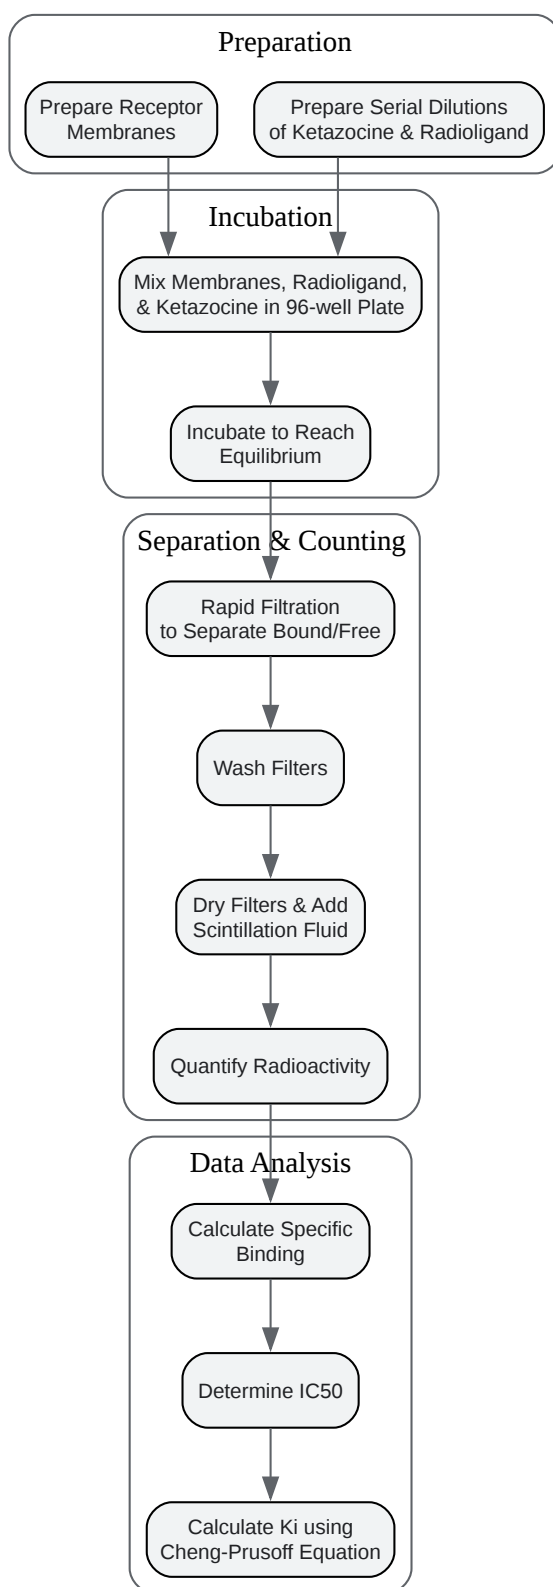 Preparation
Prepare Receptor
Membranes
Prepare Serial Dilutions
of Ketazocine & Radioligand
Incubation
Mix Membranes, Radioligand,
& Ketazocine in 96-well Plate
Incubate to Reach
Equilibrium
Separation & Counting
Rapid Filtration
to Separate Bound/Free
Wash Filters
Dry Filters & Add
Scintillation Fluid
Quantify Radioactivity
Data Analysis
Calculate Specific
Binding
Determine IC50
Calculate Ki using
Cheng-Prusoff Equation